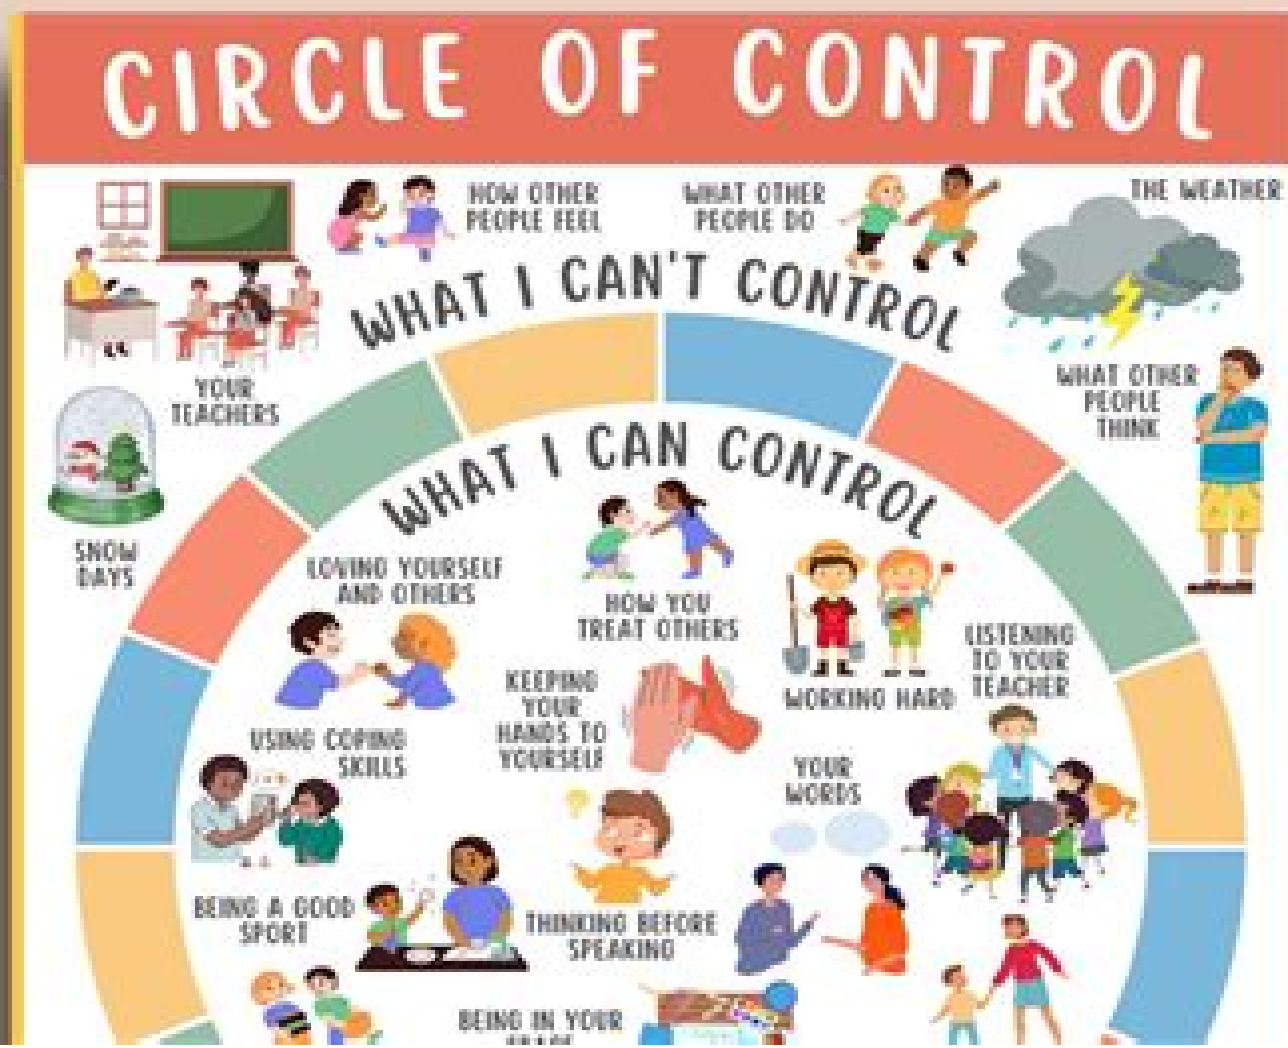 CIRCLE OF CONTROL
HOW OTHER
PEOPLE FEEL
WHAT OTHER
PEOPLE DO
THE WEATHER
WHAT I CAN'T CONTROL
YOUR
TEACHERS
WHAT OTHER
PEOPLE
THINK
SNOW
DAYS
WHAT I CAN CONTROL
LOVING YOURSELF
AND OTHERS
HOW YOU
TREAT OTHERS
WORKING HARD
LISTENING
TO YOUR
TEACHER
KEEPING
YOUR
HANDS TO
YOURSELF
USING COPING
SKILLS
YOUR
WORDS
BEING A GOOD
SPORT
THINKING BEFORE
SPEAKING
BEING IN YOUR